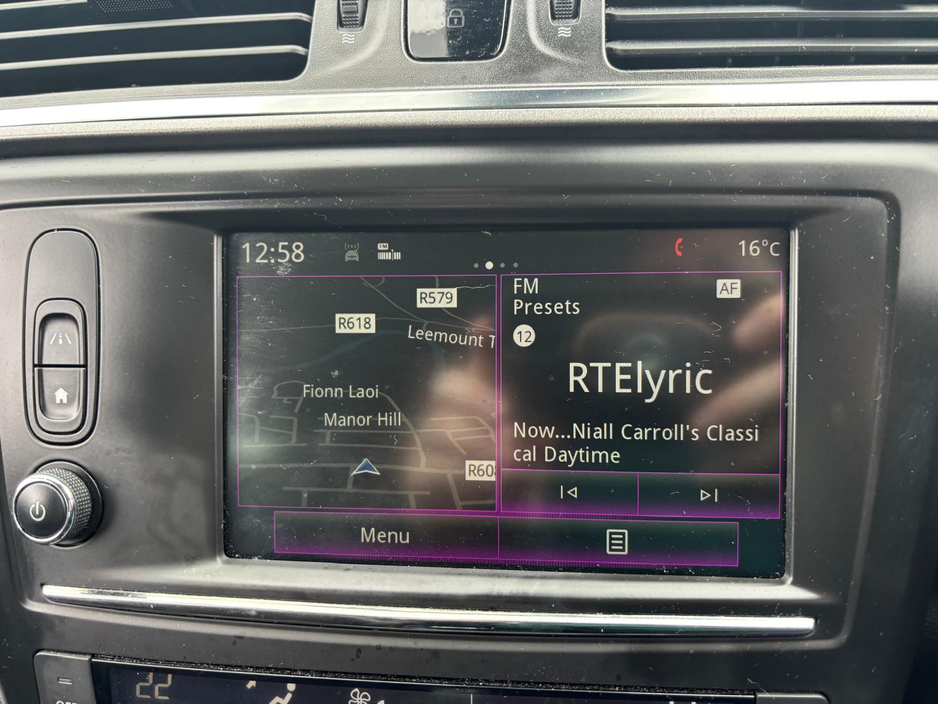 12:58
FM
16°C
R579
R618
Leemount T
Fionn Laoi
Manor Hill
R60
FM
Presets
AF
12
RTElyric
Now...Niall Carroll's Classi
cal Daytime
Menu
22